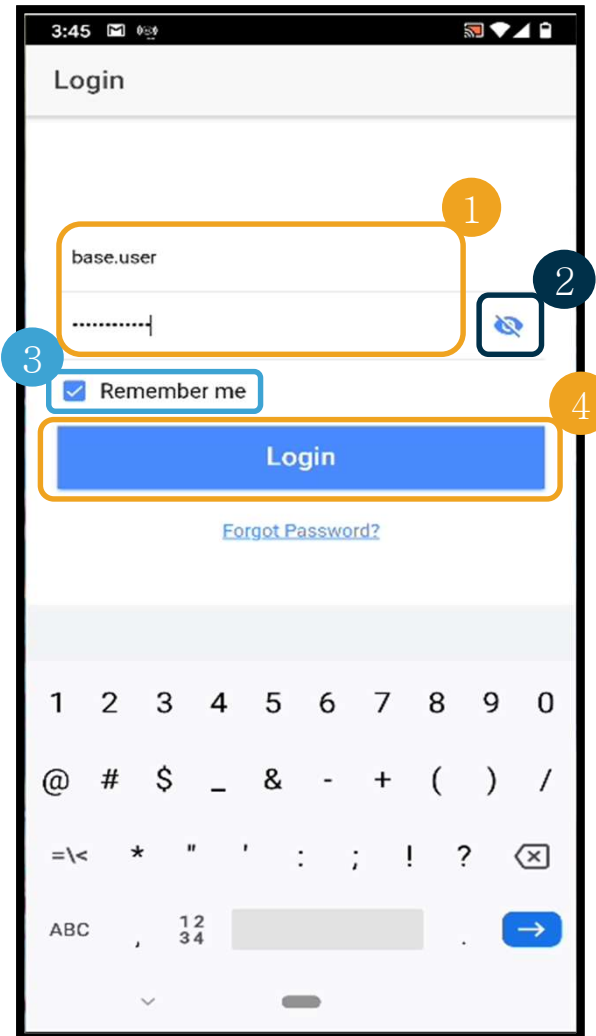 3:45
Login
1
base.user
2
············
3
Remember me
4
Login
Forgot Password?
1 2 3 4 5 6 7 8 9 0
@ # $ _ & - + ( ) /
=\< * " ' : ; ! ?
ABC , 12 34 .